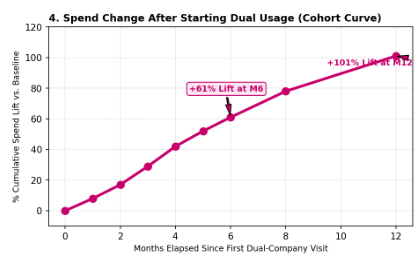 4. Spend Change After Starting Dual Usage (Cohort Curve)
% Cumulative Spend Lift vs. Baseline
120
100
80
60
40
20
0
+61% Lift at M6
+101% Lift at M12
0 2 4 6 8 10 12
Months Elapsed Since First Dual-Company Visit